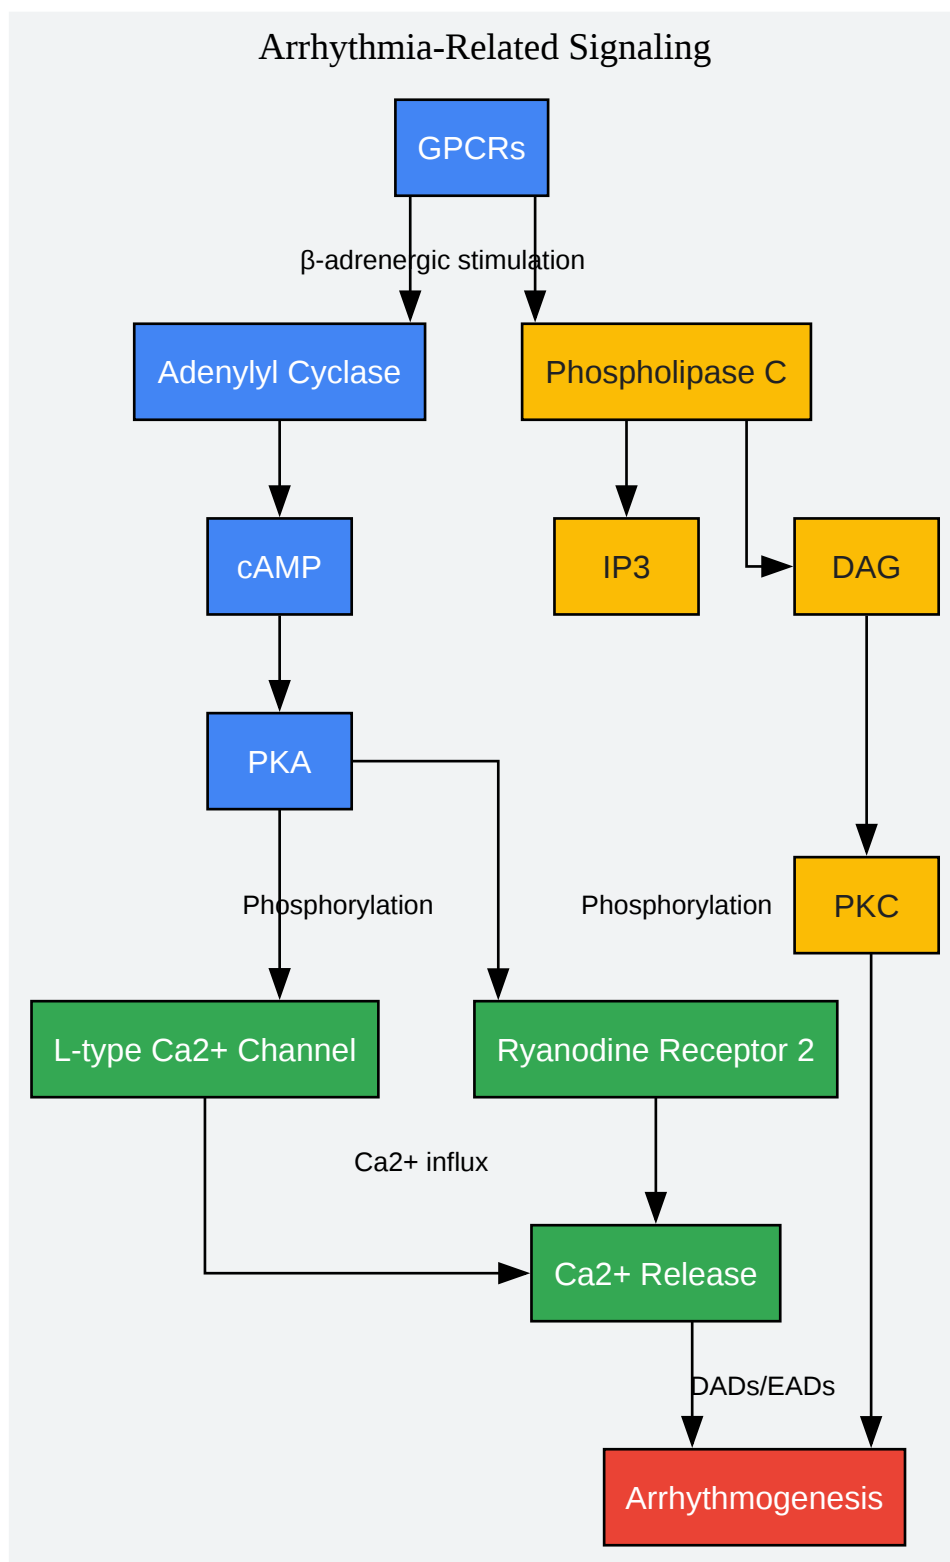 Arrhythmia-Related Signaling
GPCRs
β-adrenergic stimulation
Adenylyl Cyclase
Phospholipase C
cAMP
IP3
DAG
PKA
Phosphorylation
Phosphorylation
PKC
L-type Ca2+ Channel
Ryanodine Receptor 2
Ca2+ influx
Ca2+ Release
DADs/EADs
Arrhythmogenesis